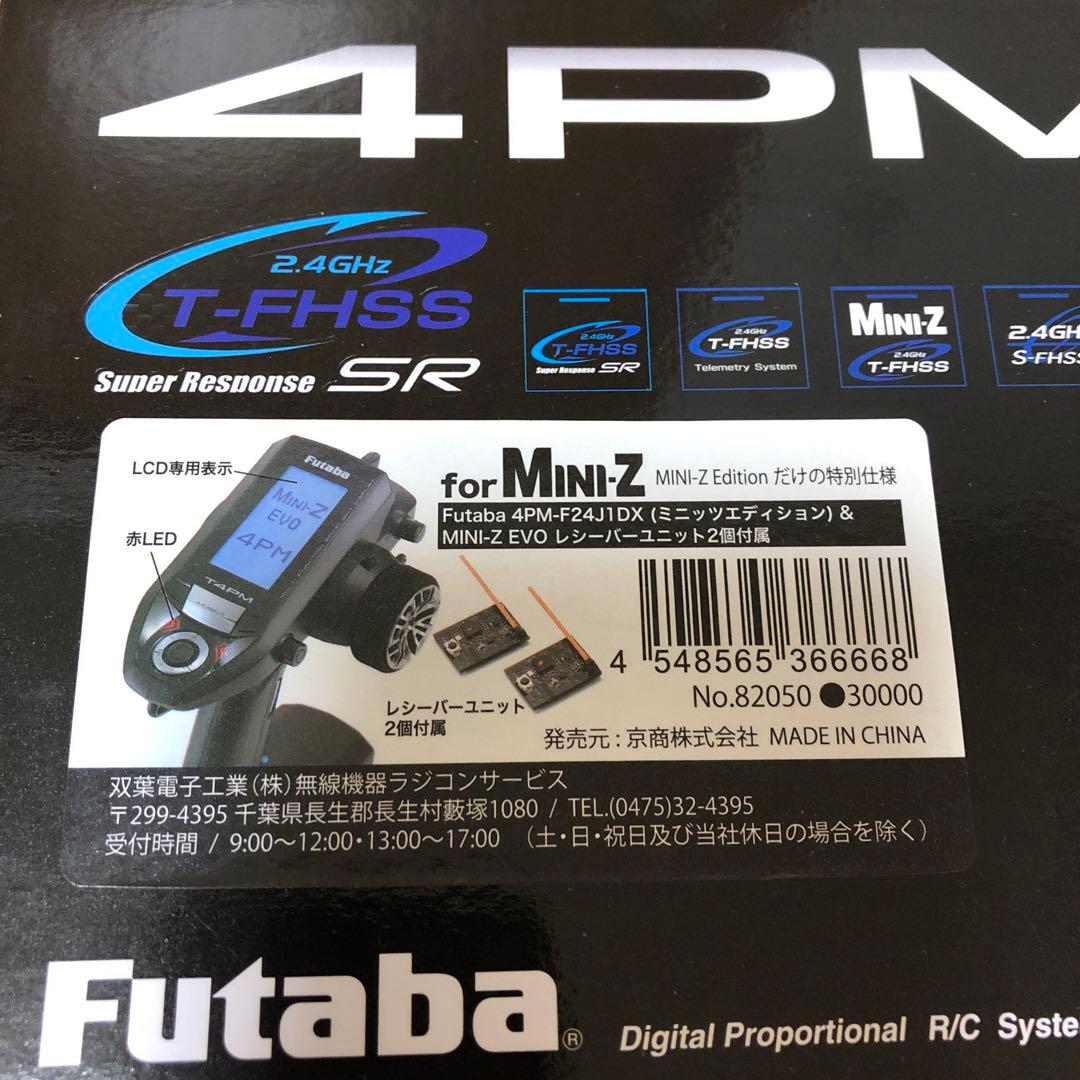 4PM
2.4GHz
T-FHSS
Super Response SR
2.4GHz
T-FHSS
Super Response SR
2.4GHz
T-FHSS
Telemetry System
MINI-Z
2.4GHz
T-FHSS
2.4GH
S-FHSS
LCD専用表示
赤LED
Futaba
MINI-Z
EVO
4PM
T4PM
for MINI-Z MINI-Z Edition だけの特別仕様
Futaba 4PM-F24J1DX (ミニッツエディション) &
MINI-Z EVO レシーバーユニット2個付属
レシーバーユニット
2個付属
4 548565 366668
No.82050 ●30000
発売元 : 京商株式会社 MADE IN CHINA
双葉電子工業(株)無線機器ラジコンサービス
〒299-4395 千葉県長生郡長生村藪塚1080 / TEL.(0475)32-4395
受付時間 / 9:00〜12:00・13:00〜17:00 (土・日・祝日及び当社休日の場合を除く)
Futaba®
Digital Proportional R/C Syste